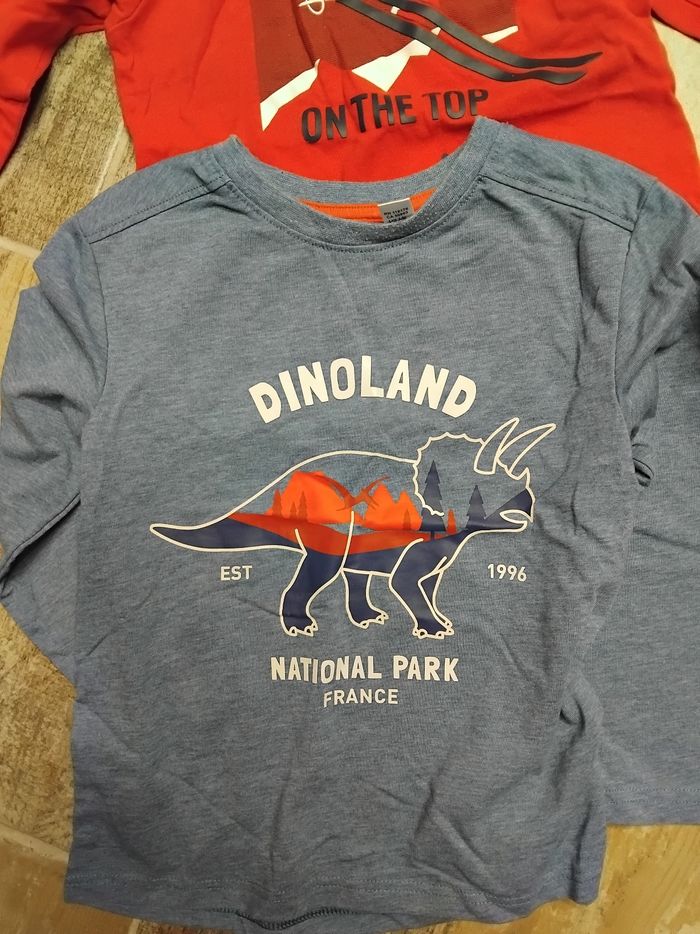 ON THE TOP
DINOLAND
EST 1996
NATIONAL PARK
FRANCE